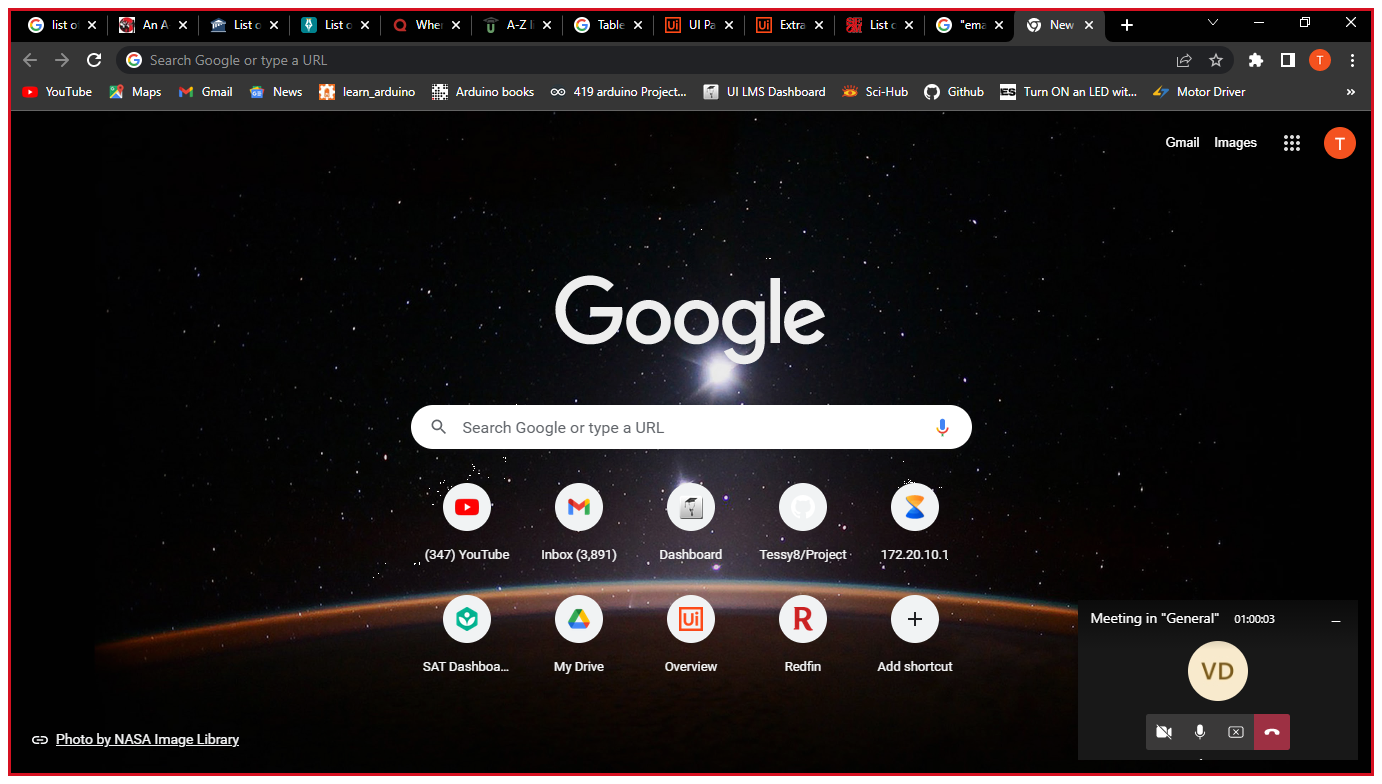 list o
An A
List o
List o
Whe
A-Z li
Table
UI Pa
Extra
List o
"ema
New
Search Google or type a URL
T
YouTube Maps Gmail News learn_arduino Arduino books 419 arduino Project... UI LMS Dashboard Sci-Hub Github Turn ON an LED wit... Motor Driver »
Gmail Images T
Google
Search Google or type a URL
(347) YouTube Inbox (3,891) Dashboard Tessy8/Project 172.20.10.1
SAT Dashboa... My Drive Overview Redfin Add shortcut
Meeting in "General" 01:00:03
VD
Photo by NASA Image Library